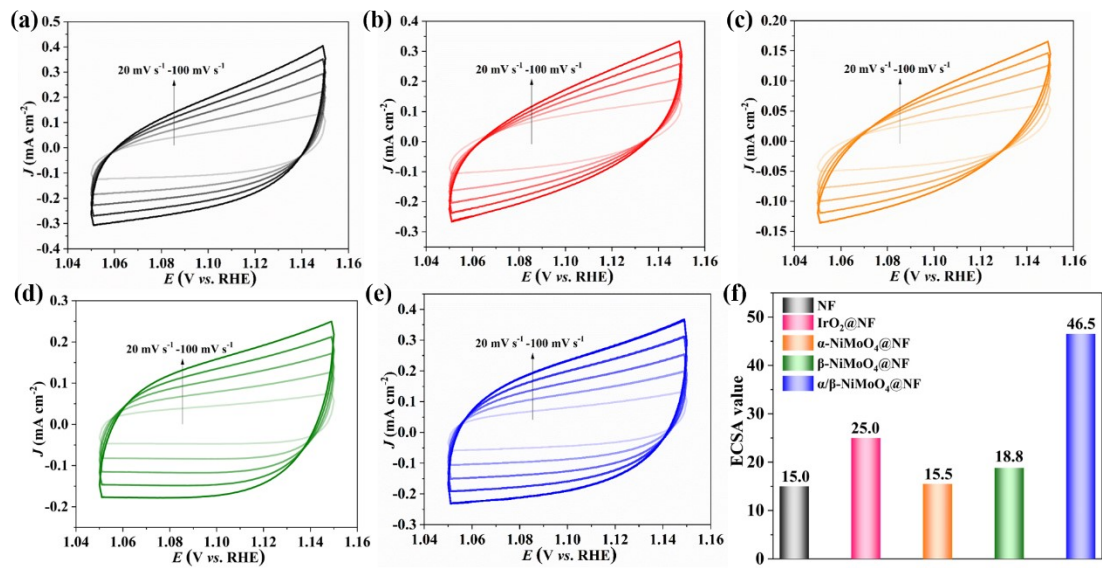 (a)
0.5
0.4
0.3
0.2
0.1
0.0
-0.1
-0.2
-0.3
-0.4
J (mA cm⁻²)
20 mV s⁻¹ -100 mV s⁻¹
1.04 1.06 1.08 1.10 1.12 1.14 1.16
E (V vs. RHE)
(b)
0.4
0.3
0.2
0.1
0.0
-0.1
-0.2
-0.3
J (mA cm⁻²)
20 mV s⁻¹ -100 mV s⁻¹
1.04 1.06 1.08 1.10 1.12 1.14 1.16
E (V vs. RHE)
(c)
0.20
0.15
0.10
0.05
0.00
-0.05
-0.10
-0.15
J (mA cm⁻²)
20 mV s⁻¹ -100 mV s⁻¹
1.04 1.06 1.08 1.10 1.12 1.14 1.16
E (V vs. RHE)
(d)
0.3
0.2
0.1
0.0
-0.1
-0.2
J (mA cm⁻²)
20 mV s⁻¹ -100 mV s⁻¹
1.04 1.06 1.08 1.10 1.12 1.14 1.16
E (V vs. RHE)
(e)
0.4
0.3
0.2
0.1
0.0
-0.1
-0.2
-0.3
J (mA cm⁻²)
20 mV s⁻¹ -100 mV s⁻¹
1.04 1.06 1.08 1.10 1.12 1.14 1.16
E (V vs. RHE)
(f)
50
40
30
20
10
0
ECSA value
NF
IrO₂@NF
α-NiMoO₄@NF
β-NiMoO₄@NF
α/β-NiMoO₄@NF
15.0
25.0
15.5
18.8
46.5